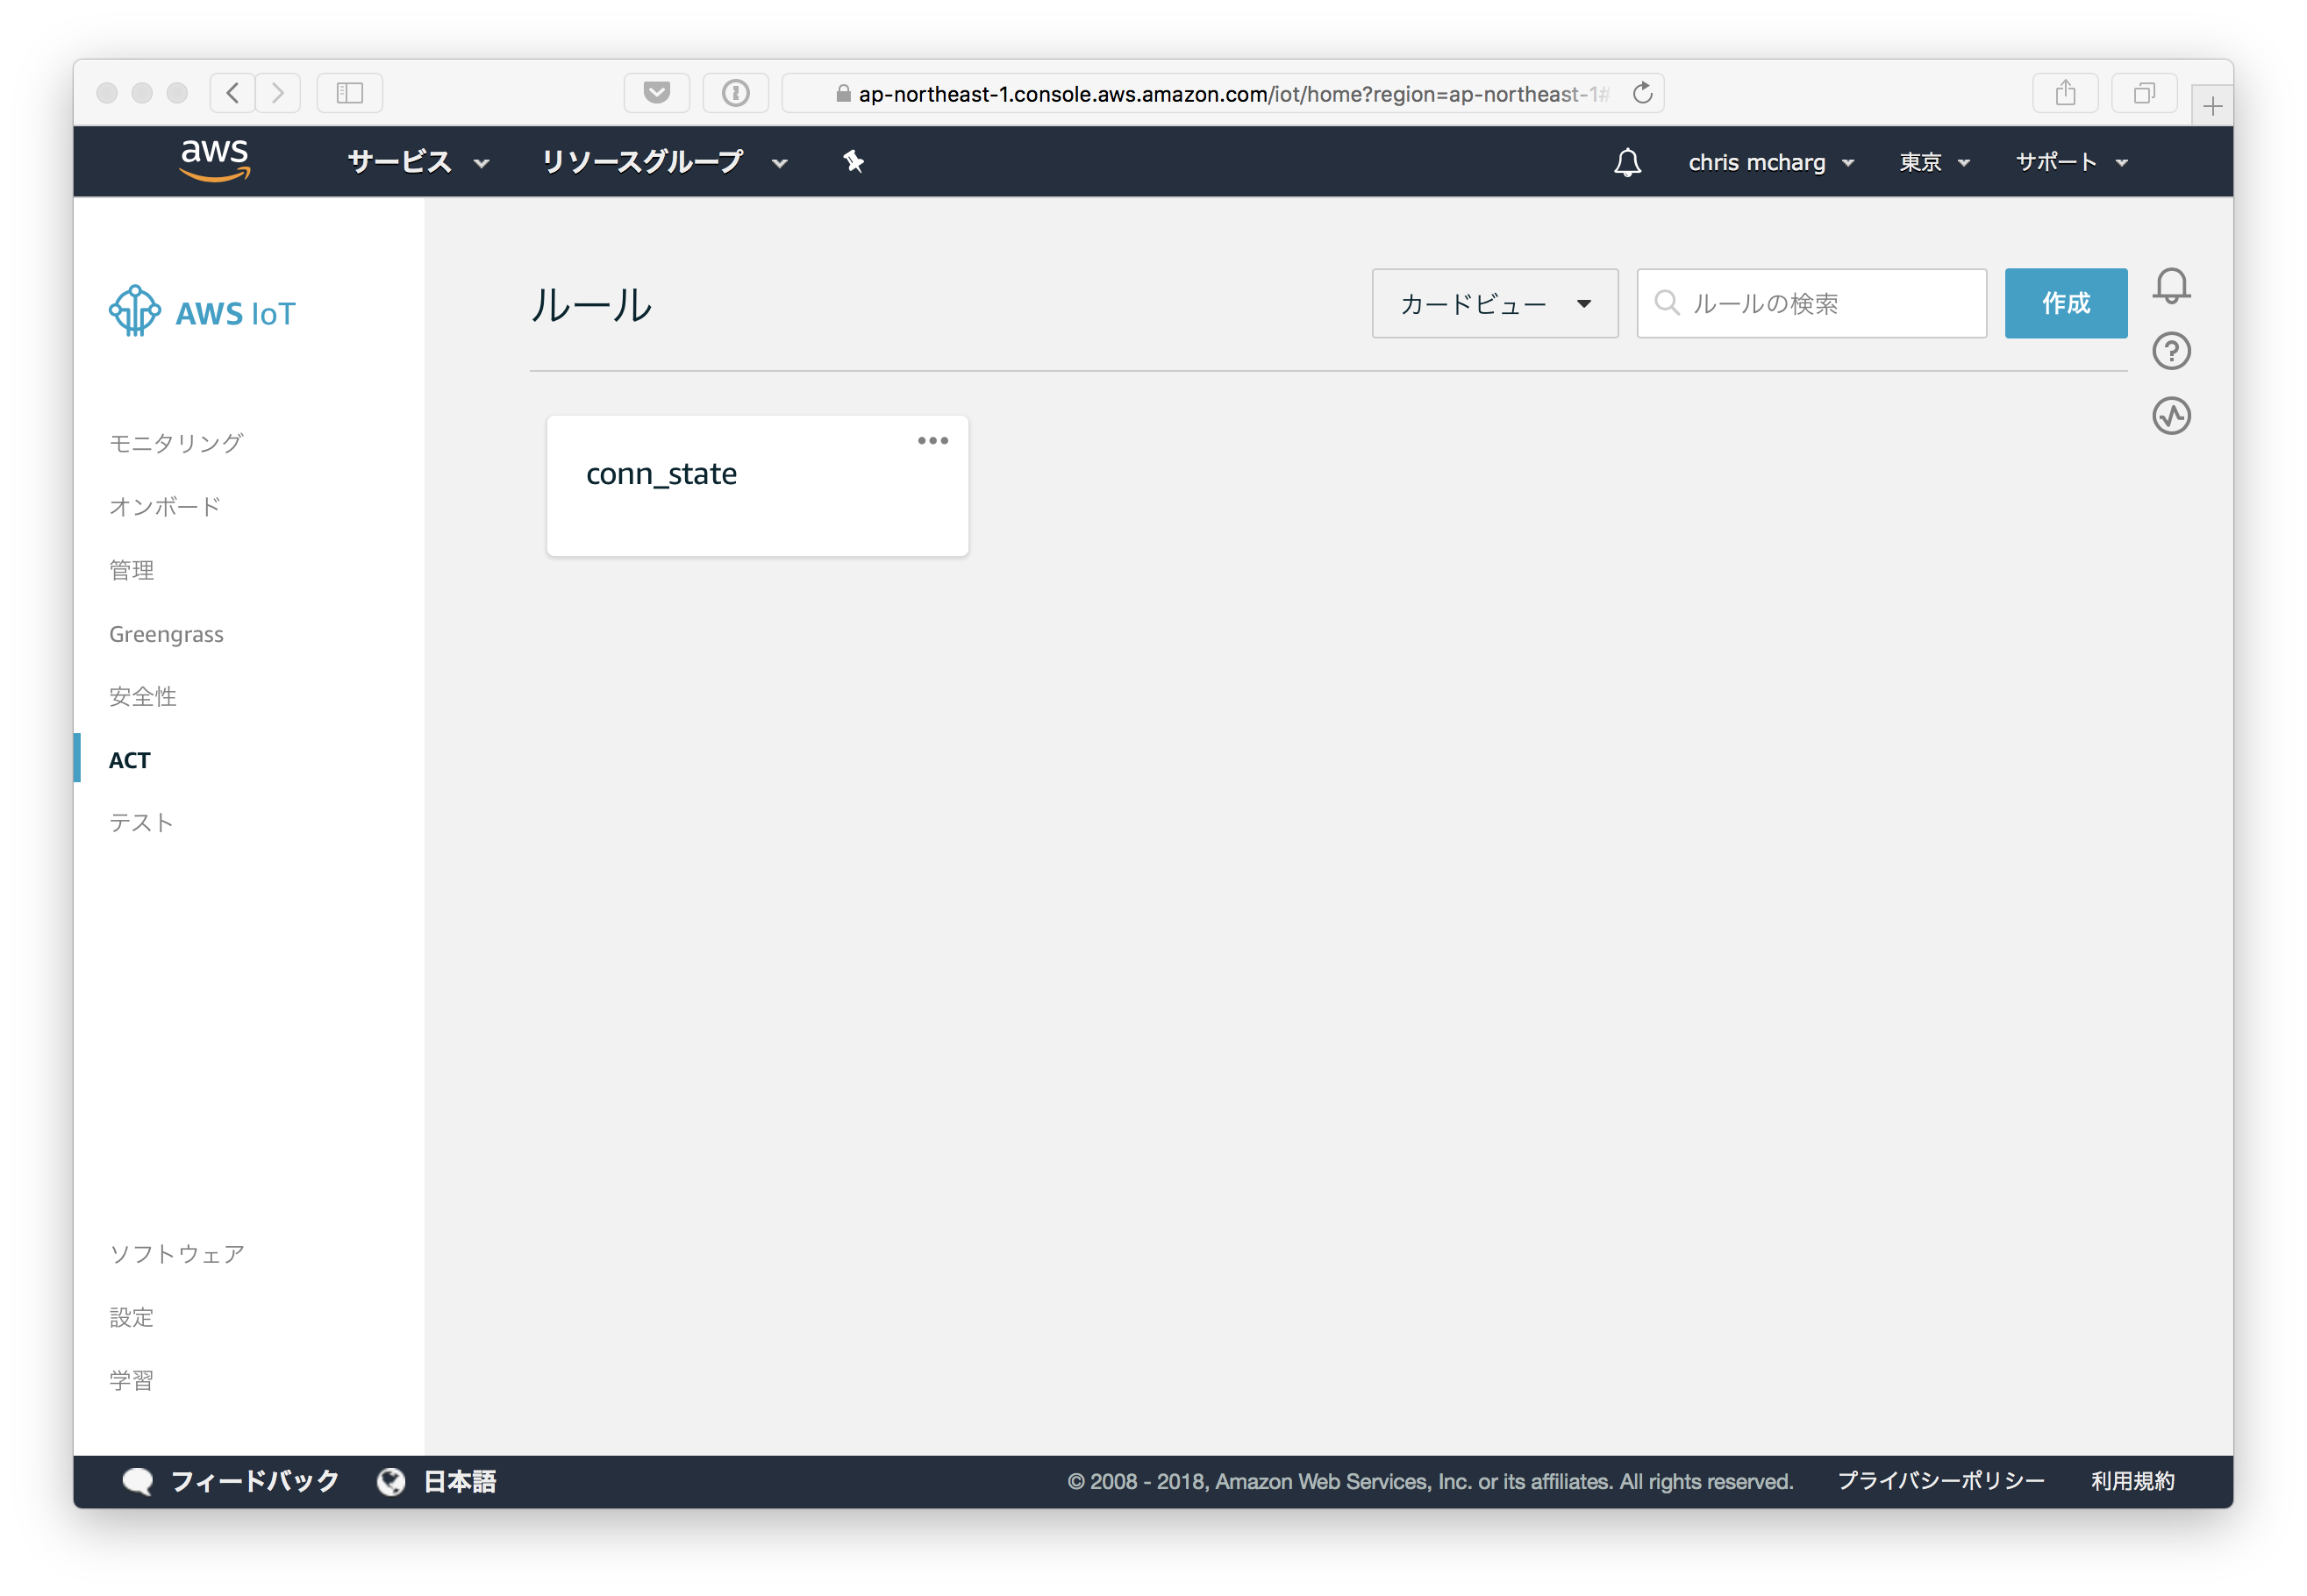 ap-northeast-1.console.aws.amazon.com/iot/home?region=ap-northeast-1#
aws サービス リソースグループ chris mcharg 東京 サポート
AWS IoT
ルール カードビュー ルールの検索 作成
conn_state
モニタリング
オンボード
管理
Greengrass
安全性
ACT
テスト
ソフトウェア
設定
学習
フィードバック 日本語 © 2008 - 2018, Amazon Web Services, Inc. or its affiliates. All rights reserved. プライバシーポリシー 利用規約